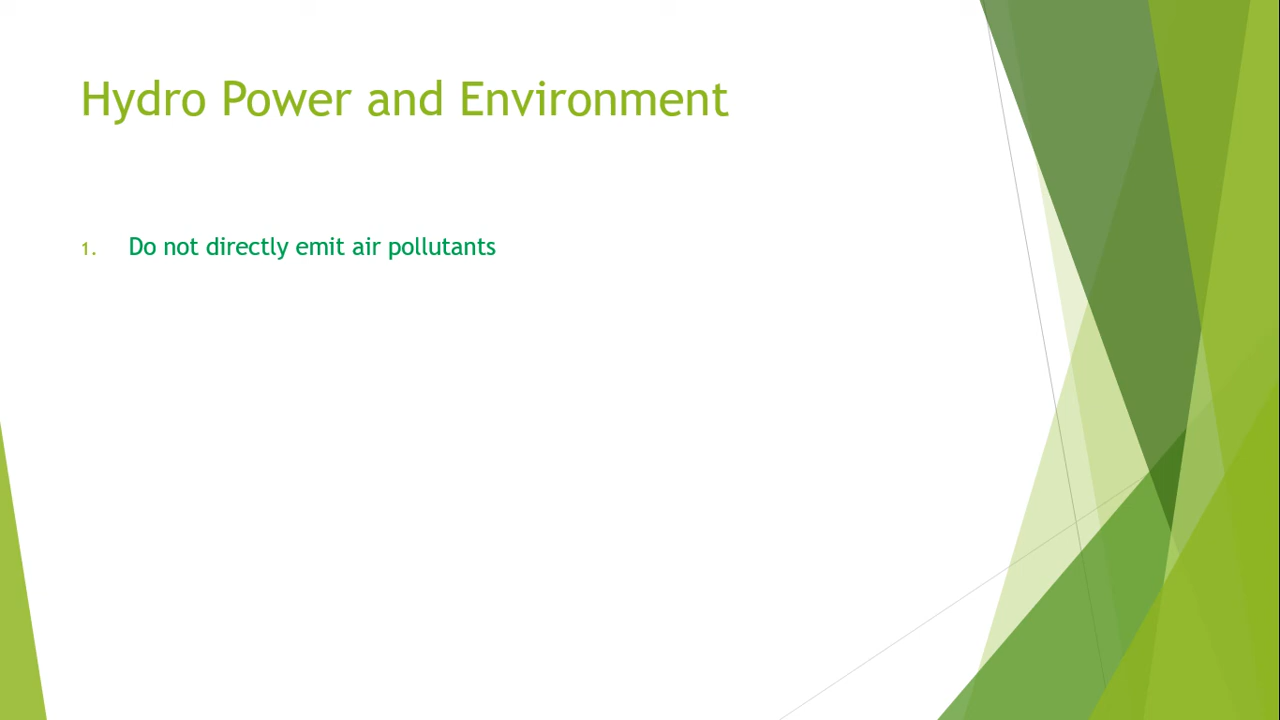 Hydro Power and Environment
1. Do not directly emit air pollutants